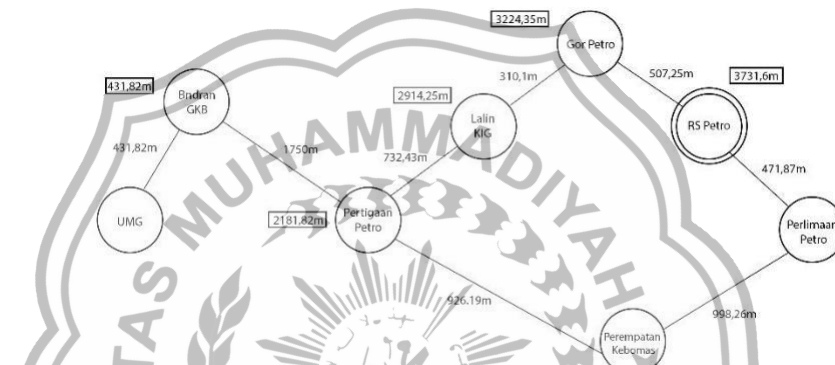 3224,35m
Gor Petro
310,1m
507,25m
3731,6m
431,82m
Bndran
GKB
2914,25m
Lalin
KIG
RS Petro
431,82m
1750m
732,43m
471,87m
UMG
2181,82m
Pertigaan
Petro
Perlimaan
Petro
926.19m
998,26m
Perempatan
Kebomas
TAS MUHAMMADIYAH